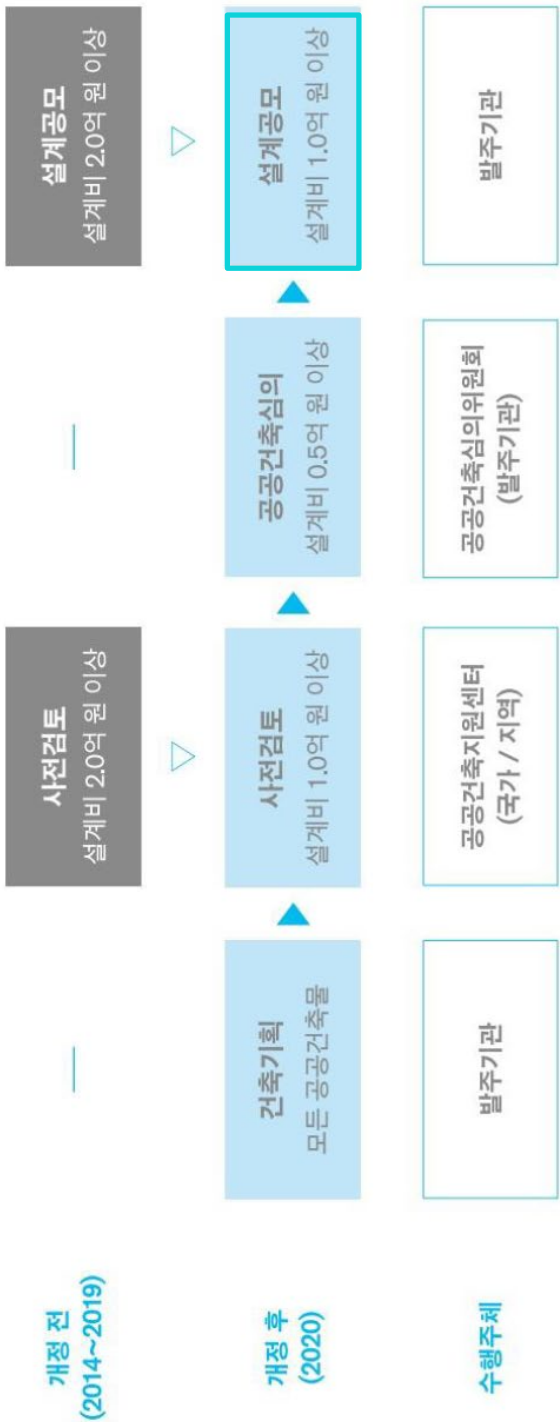 개정 전
(2014~2019)
—
사전검토
설계비 2.0억 원 이상
—
설계공모
설계비 2.0억 원 이상
개정 후
(2020)
건축기획
모든 공공건축물
사전검토
설계비 1.0억 원 이상
공공건축심의
설계비 0.5억 원 이상
설계공모
설계비 1.0억 원 이상
수행주체
발주기관
공공건축지원센터
(국가 / 지역)
공공건축심의위원회
(발주기관)
발주기관